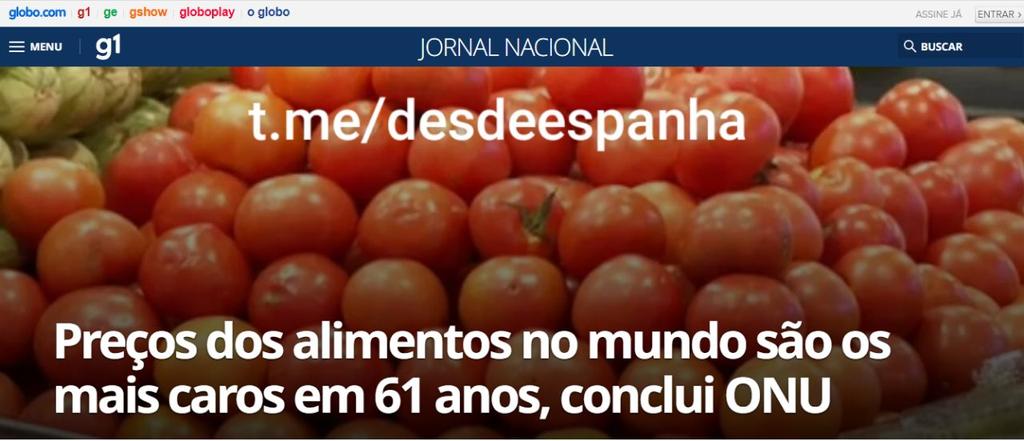 globo.com g1 ge gshow globoplay o globo ASSINE JÁ ENTRAR ›
MENU g1 JORNAL NACIONAL BUSCAR
t.me/desdeespanha
Preços dos alimentos no mundo são os
mais caros em 61 anos, conclui ONU